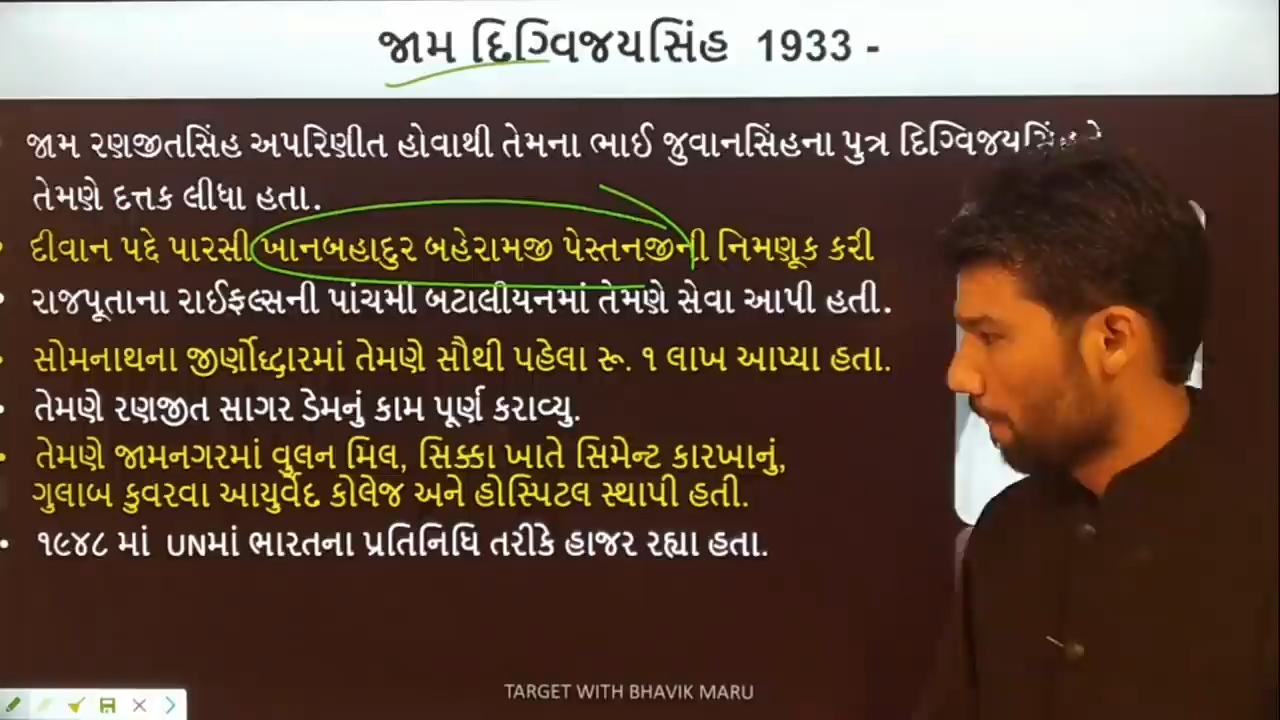 જામ દિગ્વિજયસિંહ 1933 -
જામ રણજીતસિંહ અપરિણીત હોવાથી તેમના ભાઈ જુવાનસિંહના પુત્ર દિગ્વિજયસિંહને
તેમણે દત્તક લીધા હતા.
• દીવાન પદે પારસી ખાનબહાદુર બહેરામજી પેસ્તનજીની નિમણૂક કરી
• રાજપૂતાના રાઈફલ્સની પાંચમી બટાલીયનમાં તેમણે સેવા આપી હતી.
• સોમનાથના જીર્ણોદ્ધારમાં તેમણે સૌથી પહેલા રૂ. ૧ લાખ આપ્યા હતા.
• તેમણે રણજીત સાગર ડેમનું કામ પૂર્ણ કરાવ્યુ.
• તેમણે જામનગરમાં વુલન મિલ, સિક્કા ખાતે સિમેન્ટ કારખાનું,
ગુલાબ કુવરવા આયુર્વેદ કોલેજ અને હોસ્પિટલ સ્થાપી હતી.
• ૧૯૪૮ માં UNમાં ભારતના પ્રતિનિધિ તરીકે હાજર રહ્યા હતા.
TARGET WITH BHAVIK MARU